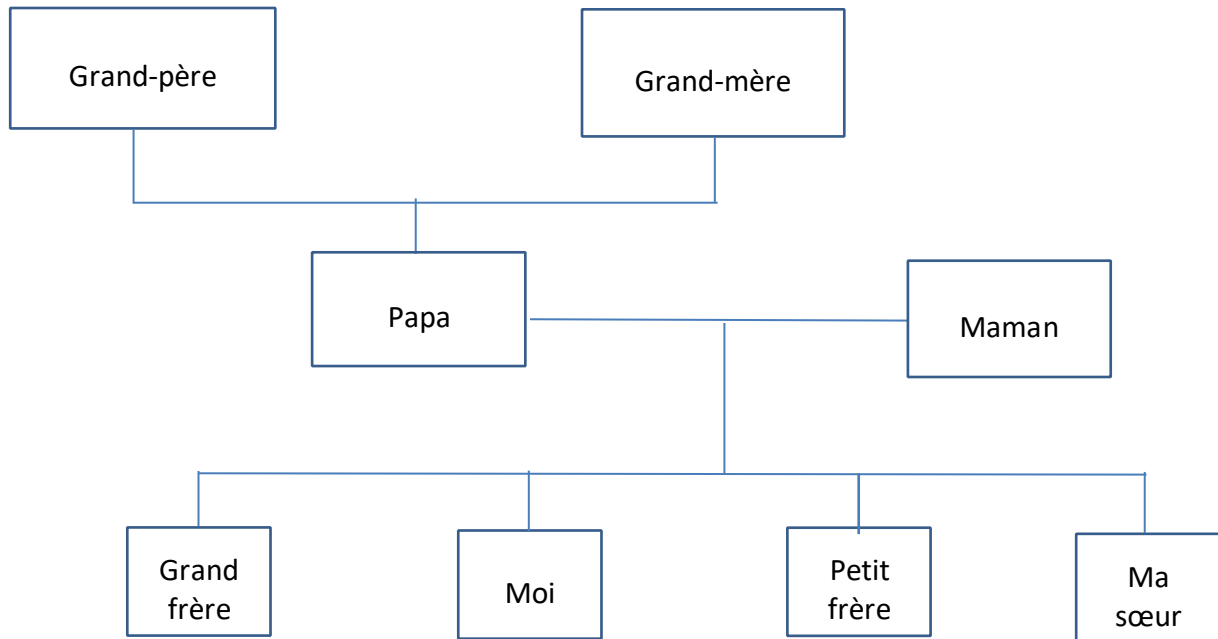 Grand-père
Grand-mère
Papa
Maman
Grand
frère
Moi
Petit
frère
Ma
sœur